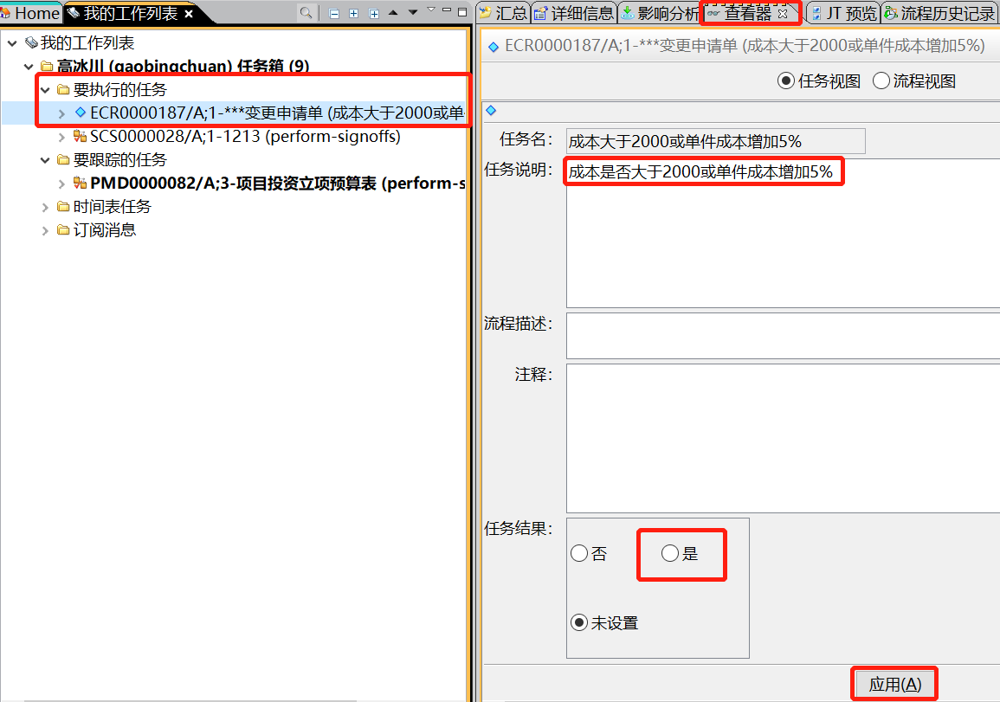 Home 我的工作列表
我的工作列表
高冰川 (gaobingchuan) 任务箱 (9)
要执行的任务
ECR0000187/A;1-***变更申请单 (成本大于2000或单
SCS0000028/A;1-1213 (perform-signoffs)
要跟踪的任务
PMD0000082/A;3-项目投资立项预算表 (perform-s
时间表任务
订阅消息
汇总 详细信息 影响分析 查看器 JT 预览 流程历史记录
ECR0000187/A;1-***变更申请单 (成本大于2000或单件成本增加5%)
任务视图 流程视图
任务名: 成本大于2000或单件成本增加5%
任务说明: 成本是否大于2000或单件成本增加5%
流程描述:
注释:
任务结果:
否 是
未设置
应用(A)